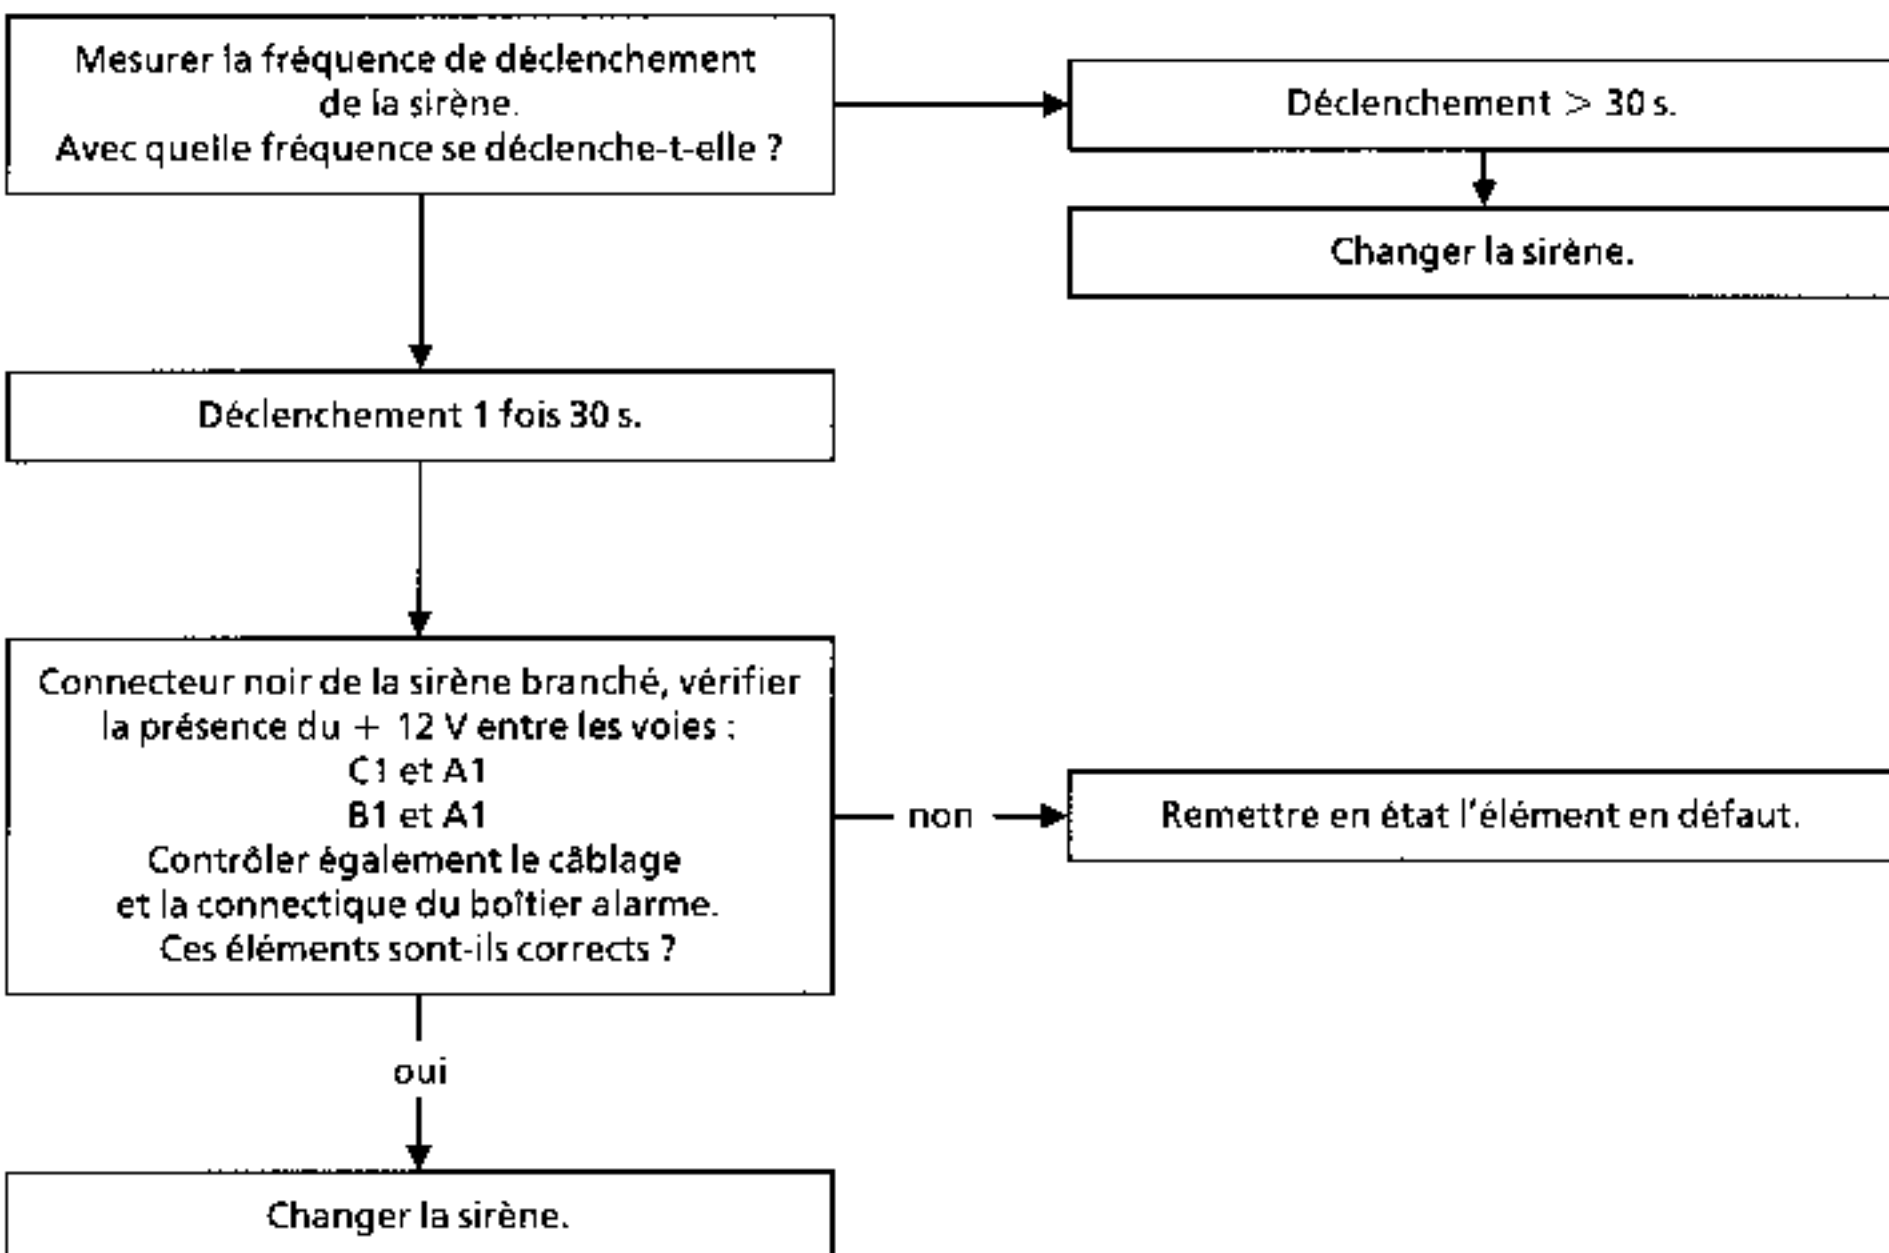 Mesurer la fréquence de déclenchement
de la sirène.
Avec quelle fréquence se déclenche-t-elle ?
Déclenchement > 30 s.
Changer la sirène.
Déclenchement 1 fois 30 s.
Connecteur noir de la sirène branché, vérifier
la présence du + 12 V entre les voies :
C1 et A1
B1 et A1
Contrôler également le câblage
et la connectique du boîtier alarme.
Ces éléments sont-ils corrects ?
non
Remettre en état l'élément en défaut.
oui
Changer la sirène.